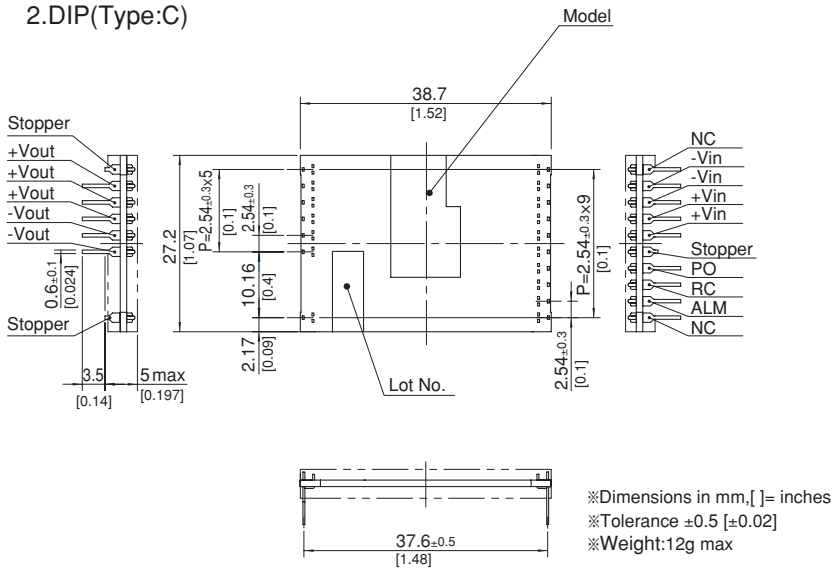 2.DIP(Type:C)
Model
38.7
[1.52]
Stopper
+Vout
+Vout
+Vout
-Vout
-Vout
Stopper
0.6±0.1
[0.024]
3.5
[0.14]
5 max
[0.197]
27.2
[1.07]
P=2.54±0.3×5
[0.1]
2.54±0.3
[0.1]
10.16
[0.4]
2.17
[0.09]
Lot No.
P=2.54±0.3×9
[0.1]
2.54±0.3
[0.1]
NC
-Vin
-Vin
+Vin
+Vin
Stopper
PO
RC
ALM
NC
37.6±0.5
[1.48]
※Dimensions in mm,[ ]= inches
※Tolerance ±0.5 [±0.02]
※Weight:12g max